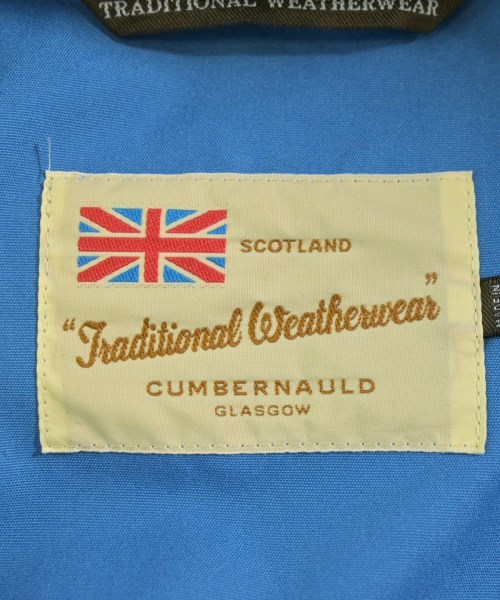 TRADITIONAL WEATHERWEAR
SCOTLAND
"Traditional Weatherwear"
CUMBERNAULD
GLASGOW